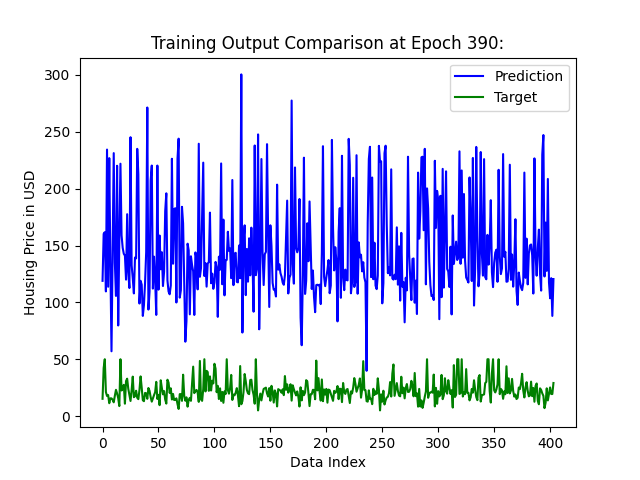 Training Output Comparison at Epoch 390:
Prediction
Target
Housing Price in USD
300
250
200
150
100
50
0
0 50 100 150 200 250 300 350 400
Data Index